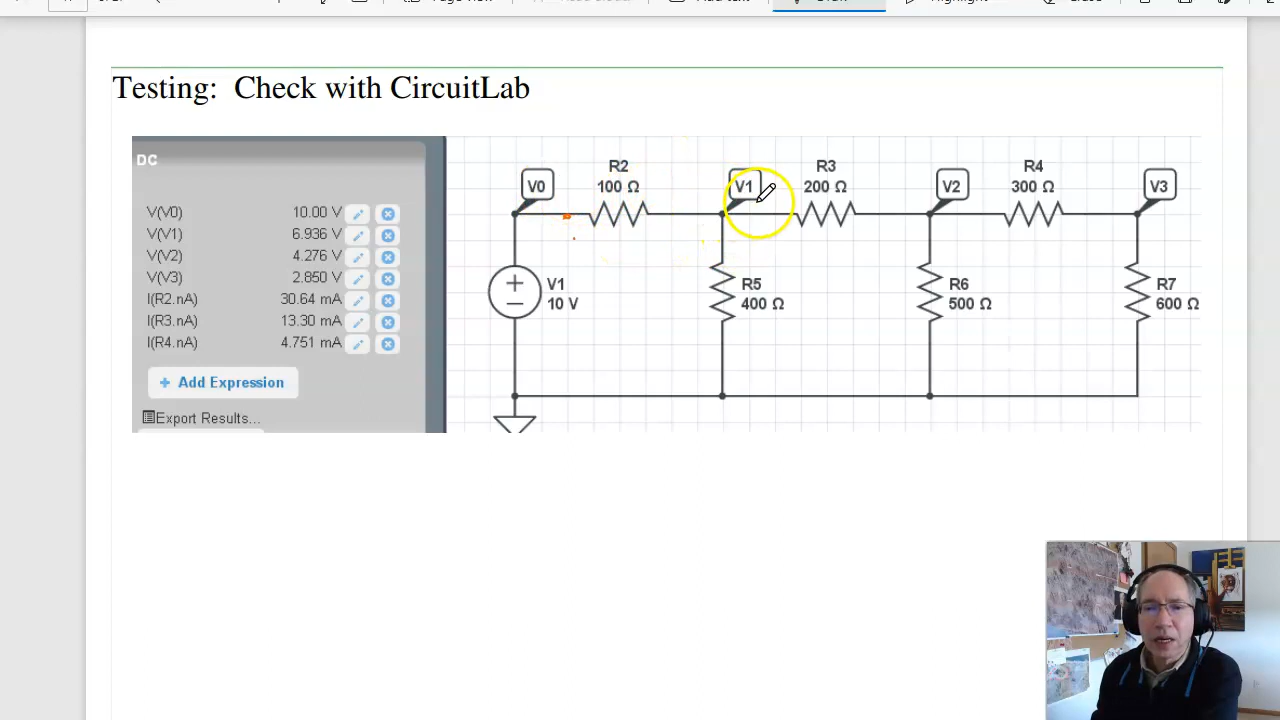 Testing: Check with CircuitLab
DC
V(V0) 10.00 V
V(V1) 6.936 V
V(V2) 4.276 V
V(V3) 2.850 V
I(R2.nA) 30.64 mA
I(R3.nA) 13.30 mA
I(R4.nA) 4.751 mA
+ Add Expression
Export Results...
R2
100 Ω
R3
200 Ω
R4
300 Ω
V0
V1
V2
V3
V1
10 V
R5
400 Ω
R6
500 Ω
R7
600 Ω